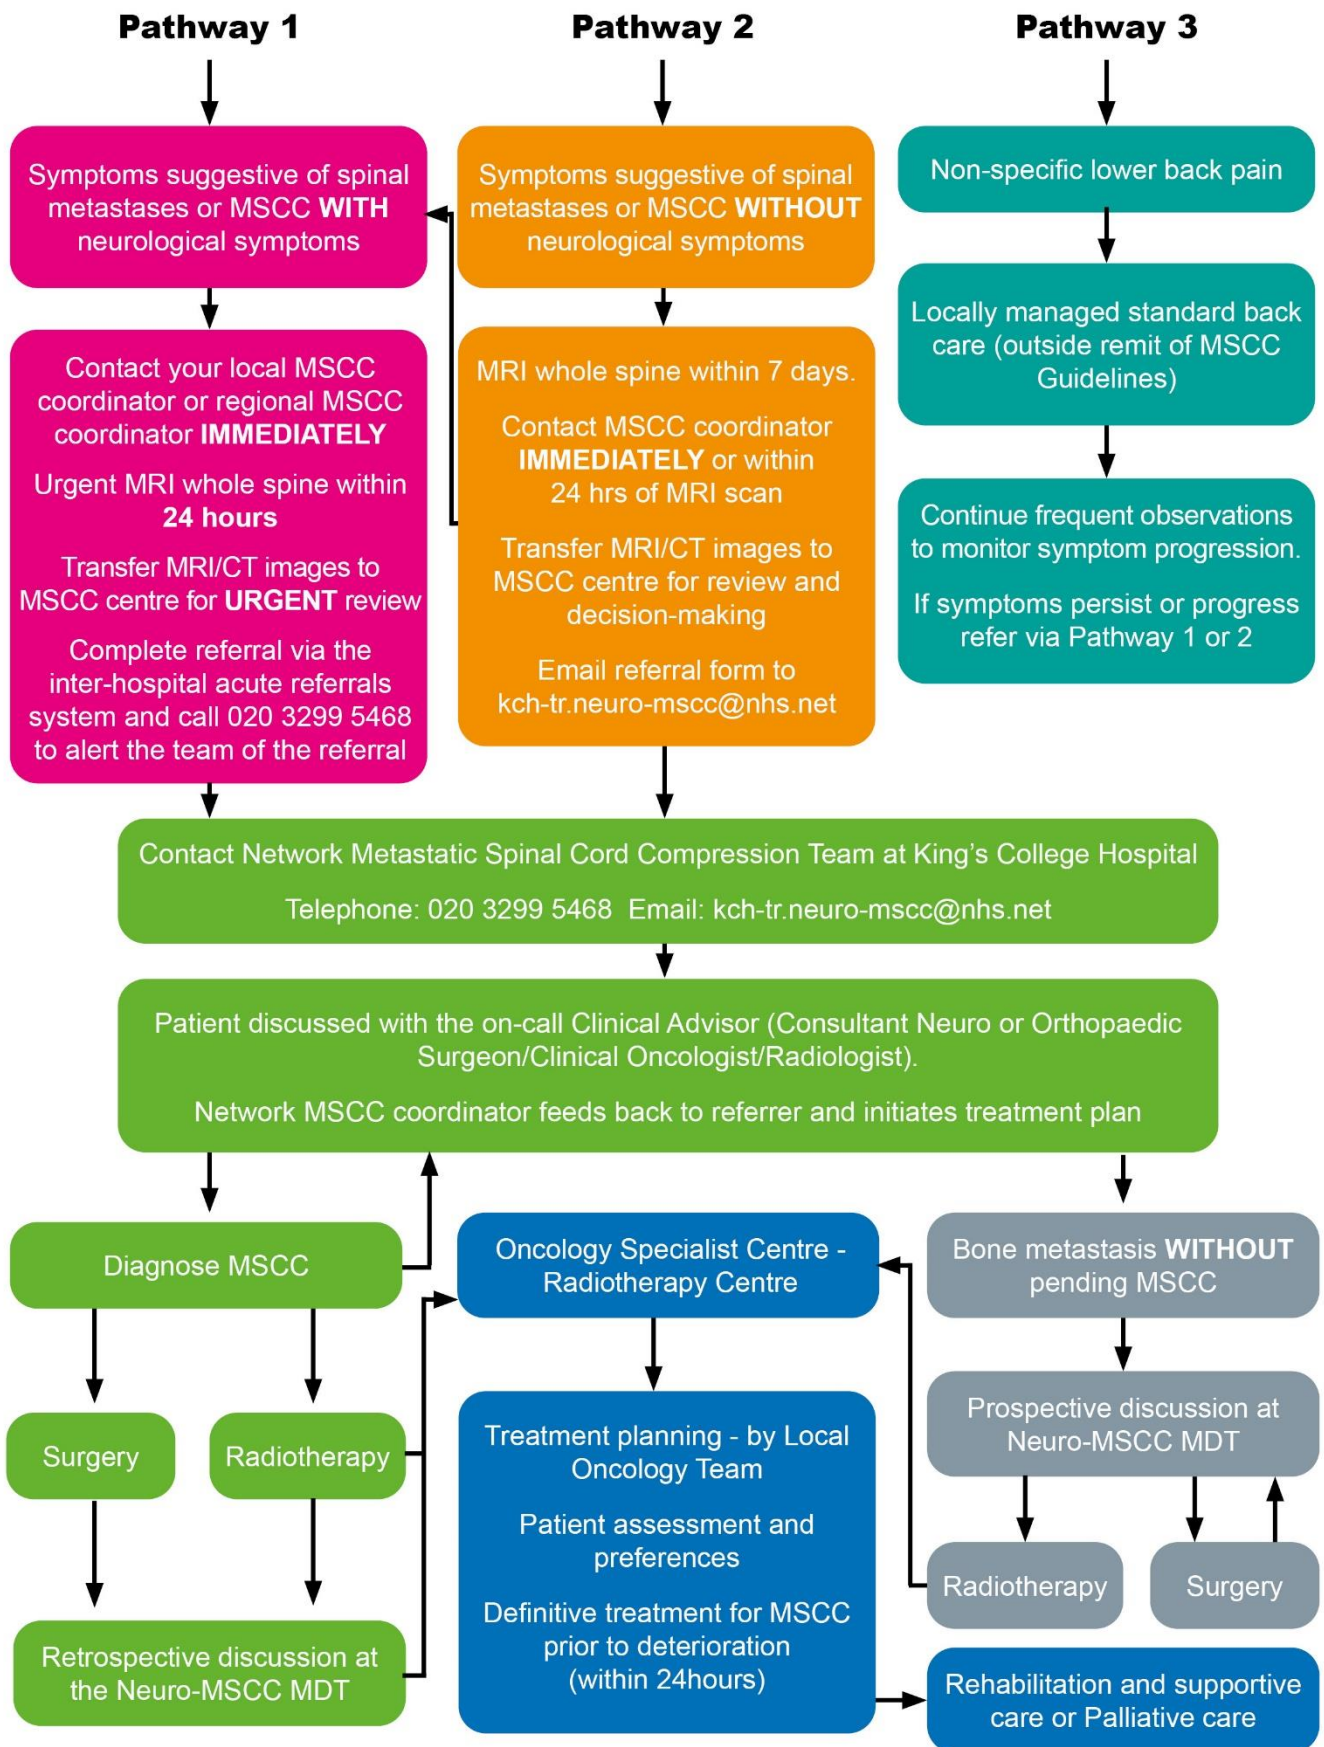 Pathway 1
Pathway 2
Pathway 3
Symptoms suggestive of spinal
metastases or MSCC WITH
neurological symptoms
Contact your local MSCC
coordinator or regional MSCC
coordinator IMMEDIATELY
Urgent MRI whole spine within
24 hours
Transfer MRI/CT images to
MSCC centre for URGENT review
Complete referral via the
inter-hospital acute referrals
system and call 020 3299 5468
to alert the team of the referral
Symptoms suggestive of spinal
metastases or MSCC WITHOUT
neurological symptoms
MRI whole spine within 7 days.
Contact MSCC coordinator
IMMEDIATELY or within
24 hrs of MRI scan
Transfer MRI/CT images to
MSCC centre for review and
decision-making
Email referral form to
kch-tr.neuro-mscc@nhs.net
Non-specific lower back pain
Locally managed standard back
care (outside remit of MSCC
Guidelines)
Continue frequent observations
to monitor symptom progression.
If symptoms persist or progress
refer via Pathway 1 or 2
Contact Network Metastatic Spinal Cord Compression Team at King's College Hospital
Telephone: 020 3299 5468 Email: kch-tr.neuro-mscc@nhs.net
Patient discussed with the on-call Clinical Advisor (Consultant Neuro or Orthopaedic
Surgeon/Clinical Oncologist/Radiologist).
Network MSCC coordinator feeds back to referrer and initiates treatment plan
Diagnose MSCC
Surgery
Radiotherapy
Retrospective discussion at
the Neuro-MSCC MDT
Oncology Specialist Centre -
Radiotherapy Centre
Treatment planning - by Local
Oncology Team
Patient assessment and
preferences
Definitive treatment for MSCC
prior to deterioration
(within 24hours)
Bone metastasis WITHOUT
pending MSCC
Prospective discussion at
Neuro-MSCC MDT
Radiotherapy
Surgery
Rehabilitation and supportive
care or Palliative care